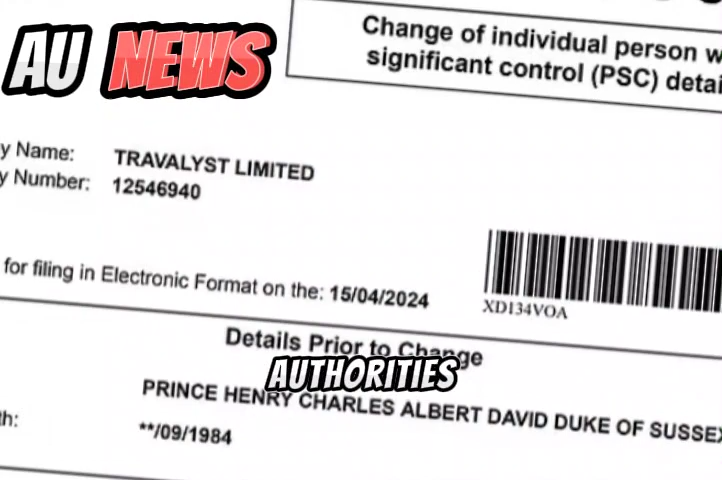 AU NEWS
Change of individual person w
significant control (PSC) detai
y Name: TRAVALYST LIMITED
y Number: 12546940
for filing in Electronic Format on the: 15/04/2024
XD134VOA
Details Prior to Change
AUTHORITIES
PRINCE HENRY CHARLES ALBERT DAVID DUKE OF SUSSEX
th: **/09/1984